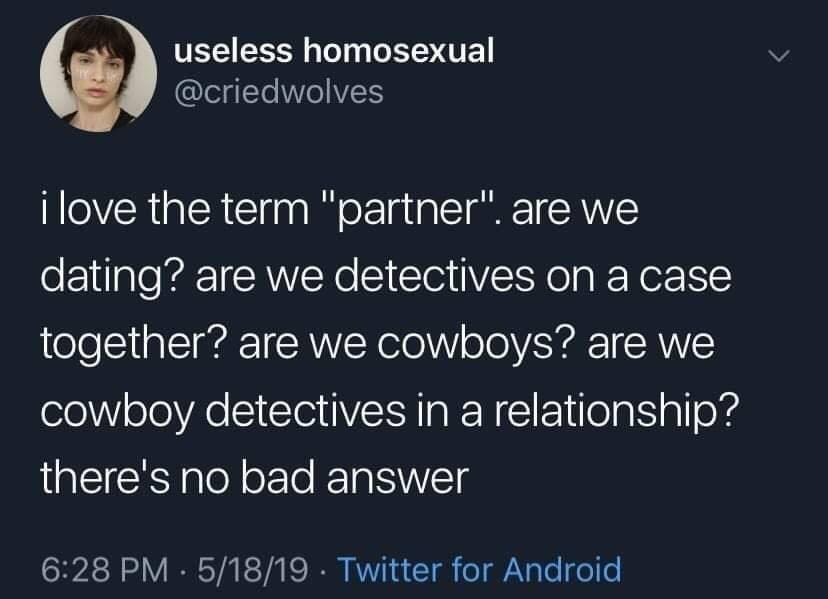 useless homosexual
@criedwolves
i love the term "partner". are we
dating? are we detectives on a case
together? are we cowboys? are we
cowboy detectives in a relationship?
there's no bad answer
6:28 PM · 5/18/19 · Twitter for Android